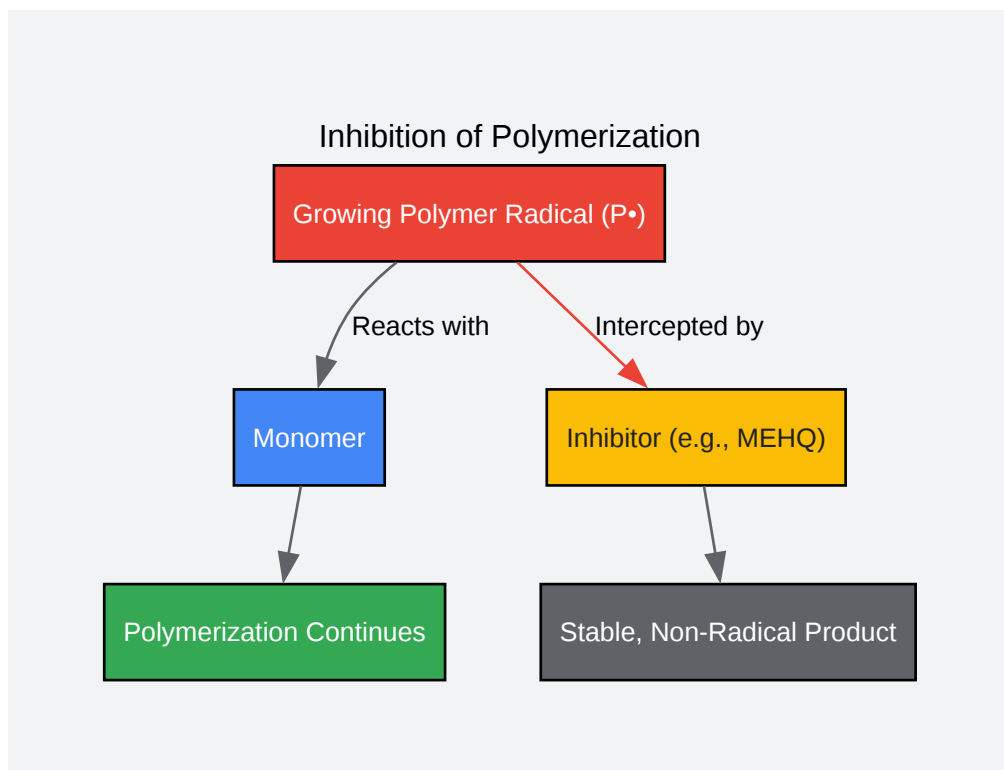 Inhibition of Polymerization
Growing Polymer Radical (P•)
Reacts with
Intercepted by
Monomer
Inhibitor (e.g., MEHQ)
Polymerization Continues
Stable, Non-Radical Product